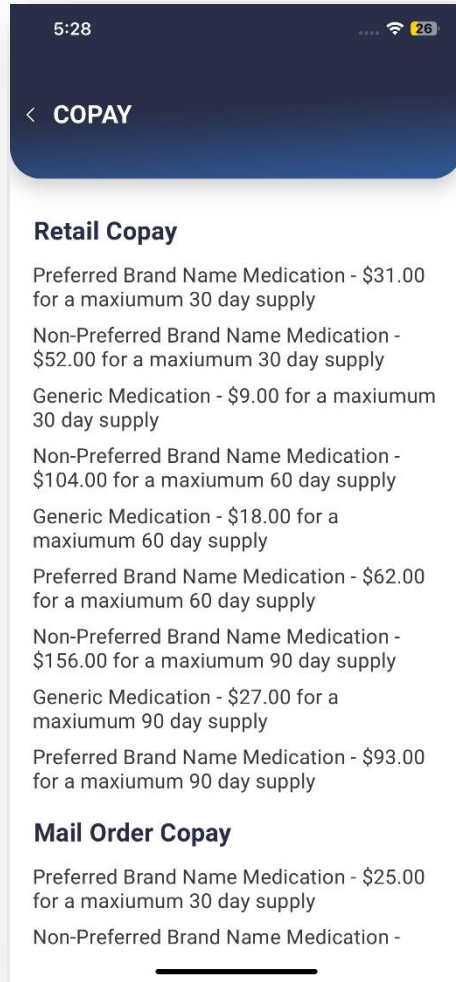 5:28
26
COPAY
Retail Copay
Preferred Brand Name Medication - $31.00
for a maxiumum 30 day supply
Non-Preferred Brand Name Medication -
$52.00 for a maxiumum 30 day supply
Generic Medication - $9.00 for a maxiumum
30 day supply
Non-Preferred Brand Name Medication -
$104.00 for a maxiumum 60 day supply
Generic Medication - $18.00 for a
maxiumum 60 day supply
Preferred Brand Name Medication - $62.00
for a maxiumum 60 day supply
Non-Preferred Brand Name Medication -
$156.00 for a maxiumum 90 day supply
Generic Medication - $27.00 for a
maxiumum 90 day supply
Preferred Brand Name Medication - $93.00
for a maxiumum 90 day supply
Mail Order Copay
Preferred Brand Name Medication - $25.00
for a maxiumum 30 day supply
Non-Preferred Brand Name Medication -